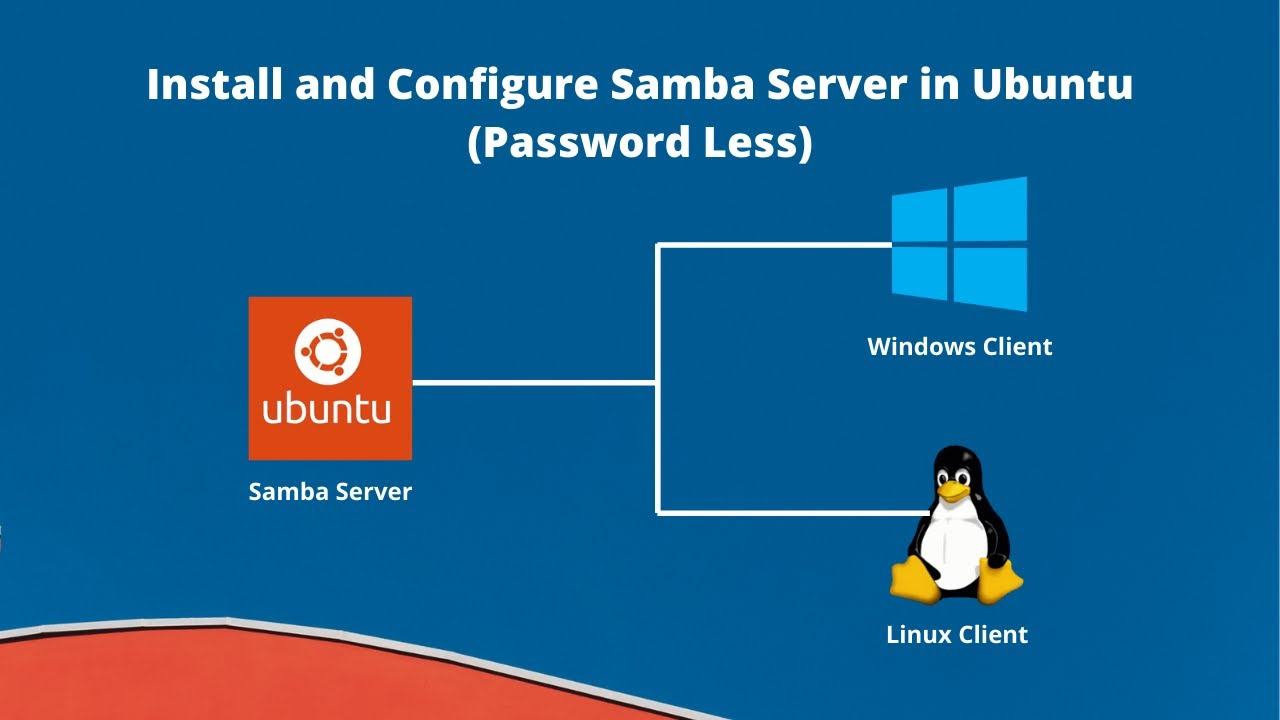 Install and Configure Samba Server in Ubuntu
(Password Less)
Windows Client
ubuntu
Samba Server
Linux Client